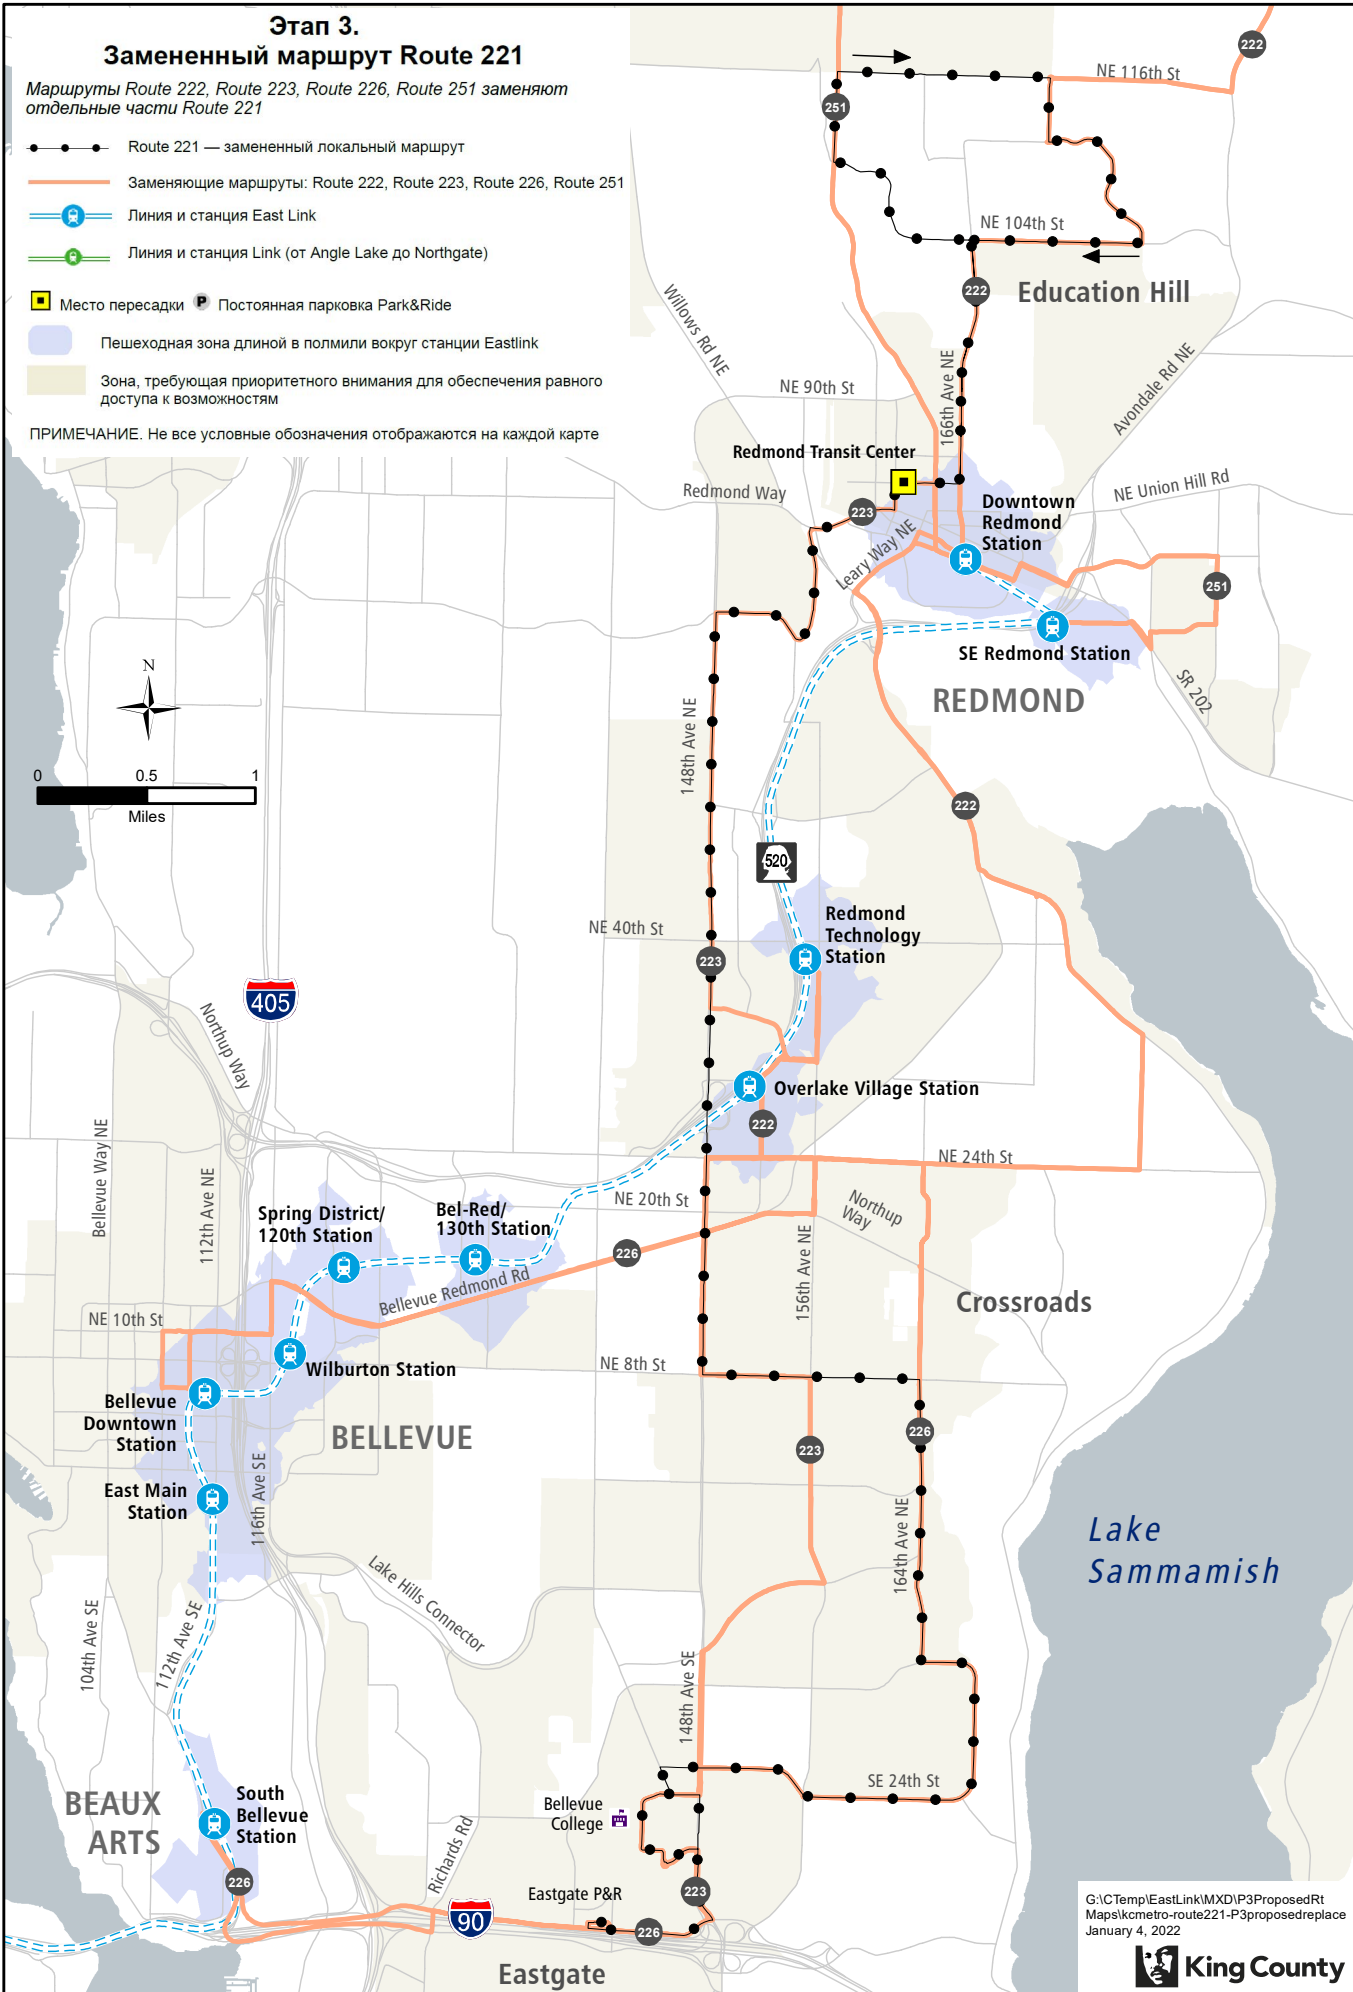 Этап 3.
Замененный маршрут Route 221
Маршруты Route 222, Route 223, Route 226, Route 251 заменяют
отдельные части Route 221
Route 221 — замененный локальный маршрут
Заменяющие маршруты: Route 222, Route 223, Route 226, Route 251
Линия и станция East Link
Линия и станция Link (от Angle Lake до Northgate)
Место пересадки P Постоянная парковка Park&Ride
Пешеходная зона длиной в полмили вокруг станции Eastlink
Зона, требующая приоритетного внимания для обеспечения равного
доступа к возможностям
ПРИМЕЧАНИЕ. Не все условные обозначения отображаются на каждой карте
222
NE 116th St
251
NE 104th St
222
Education Hill
Willows Rd NE
NE 90th St
166th Ave NE
Avondale Rd NE
Redmond Transit Center
Redmond Way
223
Leary Way NE
Downtown
Redmond
Station
NE Union Hill Rd
251
SE Redmond Station
REDMOND
SR 202
N
0 0.5 1
Miles
148th Ave NE
222
520
NE 40th St
223
Redmond
Technology
Station
405
Northup Way
Overlake Village Station
222
NE 24th St
Bellevue Way NE
112th Ave NE
Spring District/
120th Station
Bel-Red/
130th Station
NE 20th St
Northup
Way
226
Bellevue Redmond Rd
156th Ave NE
Crossroads
NE 10th St
Wilburton Station
NE 8th St
Bellevue
Downtown
Station
BELLEVUE
223
226
East Main
Station
116th Ave SE
164th Ave NE
Lake
Sammamish
Lake Hills Connector
104th Ave SE
112th Ave SE
148th Ave SE
SE 24th St
BEAUX
ARTS
South
Bellevue
Station
Bellevue
College
Richards Rd
226
Eastgate P&R
223
90
226
Eastgate
G:\CTemp\EastLink\MXD\P3ProposedRt
Maps\kcmetro-route221-P3proposedreplace
January 4, 2022
King County